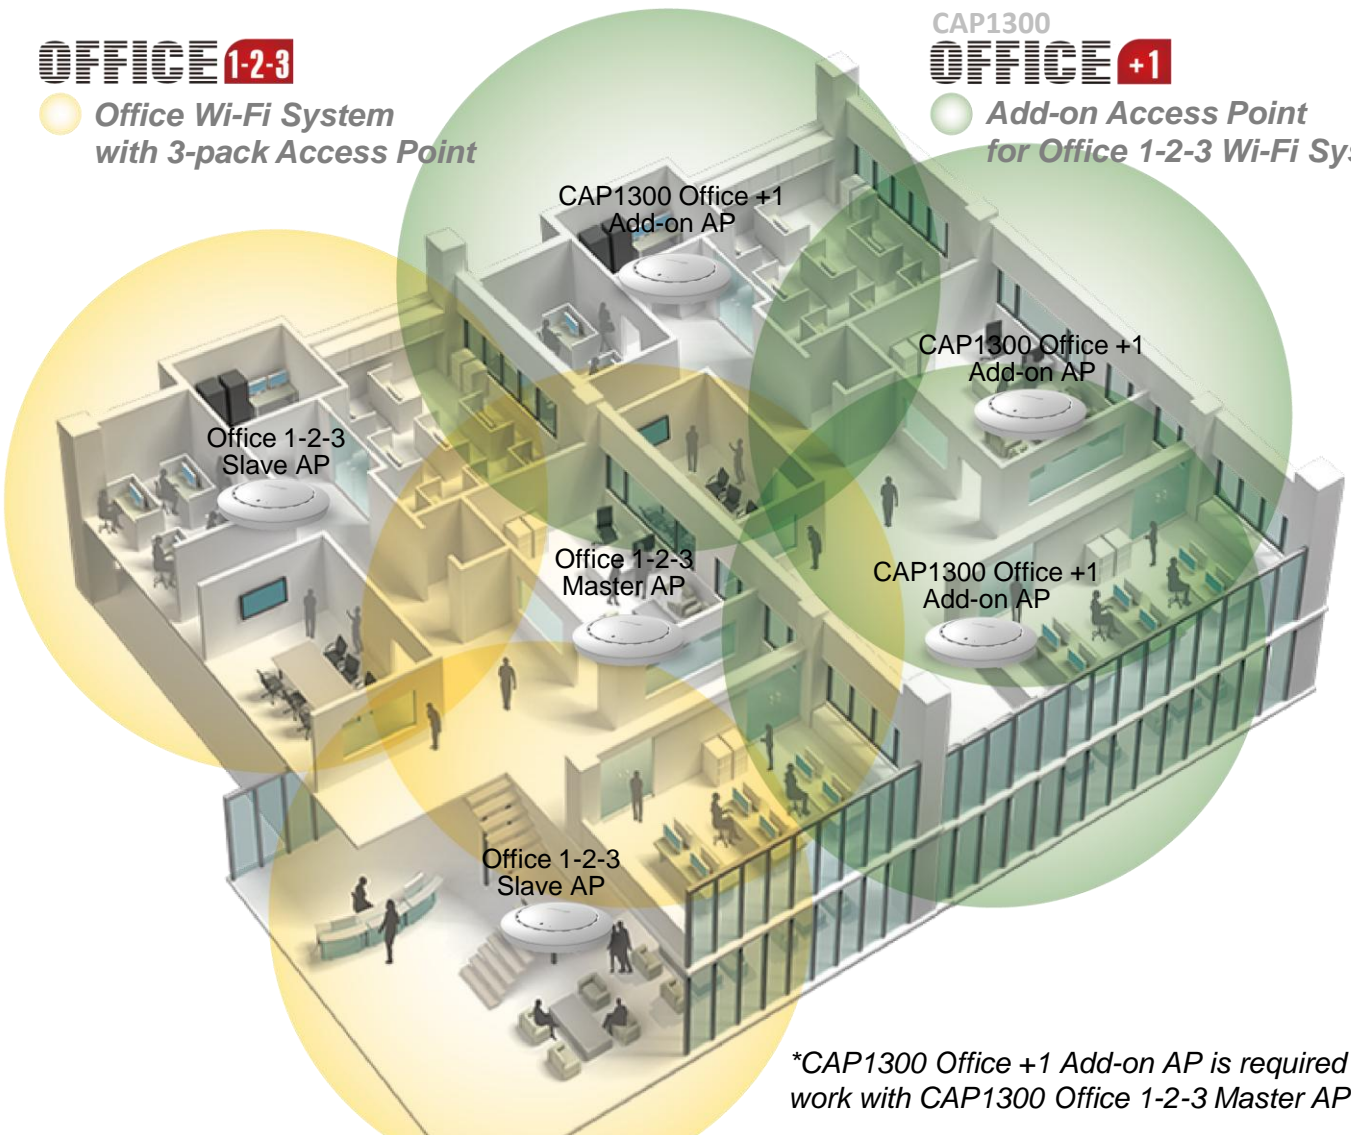 OFFICE 1-2-3
Office Wi-Fi System
with 3-pack Access Point
CAP1300
OFFICE +1
Add-on Access Point
for Office 1-2-3 Wi-Fi Sys
CAP1300 Office +1
Add-on AP
CAP1300 Office +1
Add-on AP
Office 1-2-3
Slave AP
Office 1-2-3
Master AP
CAP1300 Office +1
Add-on AP
Office 1-2-3
Slave AP
*CAP1300 Office +1 Add-on AP is required
work with CAP1300 Office 1-2-3 Master AP